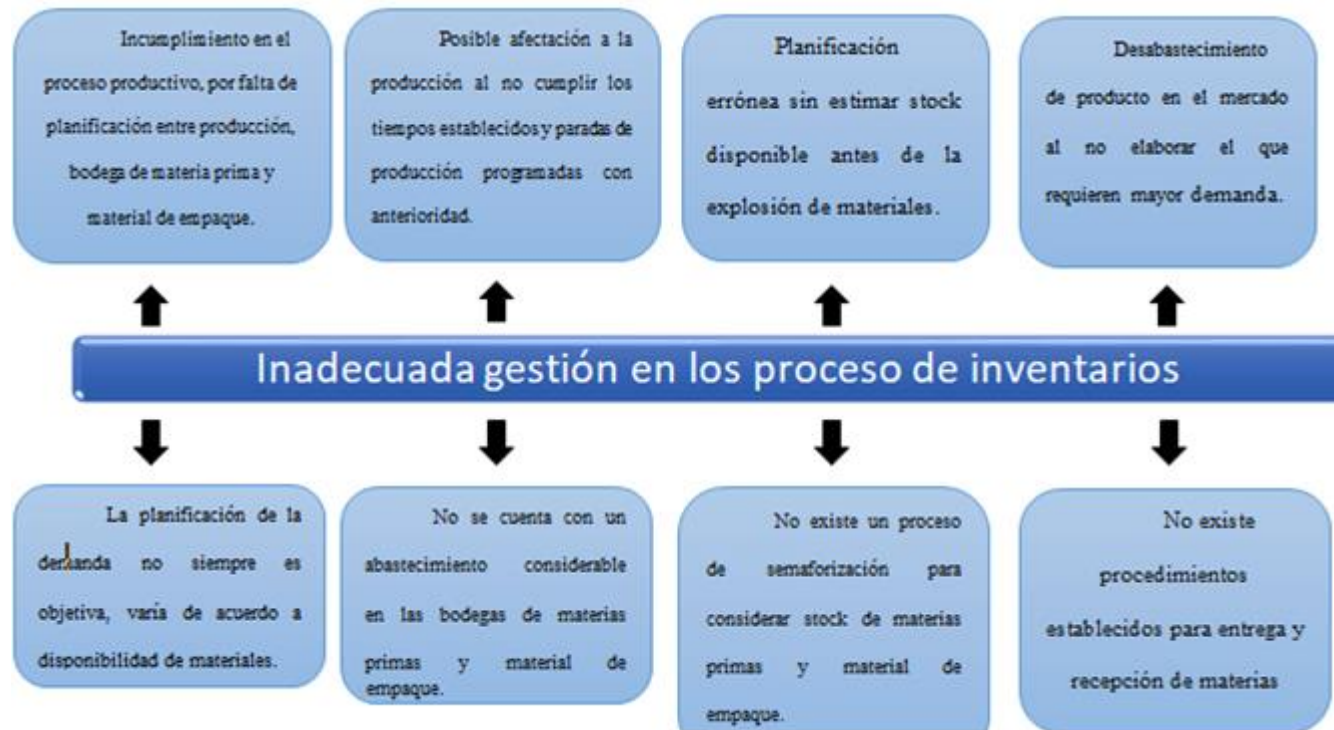 Incumplimiento en el
proceso productivo, por falta de
planificación entre producción,
bodega de materia prima y
material de empaque.
Posible afectación a la
producción al no cumplir los
tiempos establecidos y paradas de
producción programadas con
anterioridad.
Planificación
errónea sin estimar stock
disponible antes de la
explosión de materiales.
Desabastecimiento
de producto en el mercado
al no elaborar el que
requieren mayor demanda.
Inadecuada gestión en los proceso de inventarios
La planificación de la
demanda no siempre es
objetiva, varía de acuerdo a
disponibilidad de materiales.
No se cuenta con un
abastecimiento considerable
en las bodegas de materias
primas y material de
empaque.
No existe un proceso
de semaforización para
considerar stock de materias
primas y material de
empaque.
No existe
procedimientos
establecidos para entrega y
recepción de materias